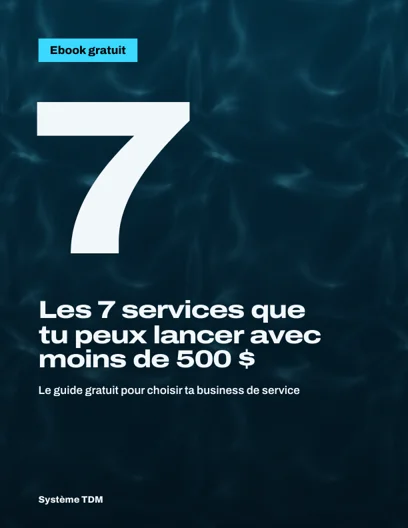 Ebook gratuit
7
Les 7 services que
tu peux lancer avec
moins de 500 $
Le guide gratuit pour choisir ta business de service
Système TDM